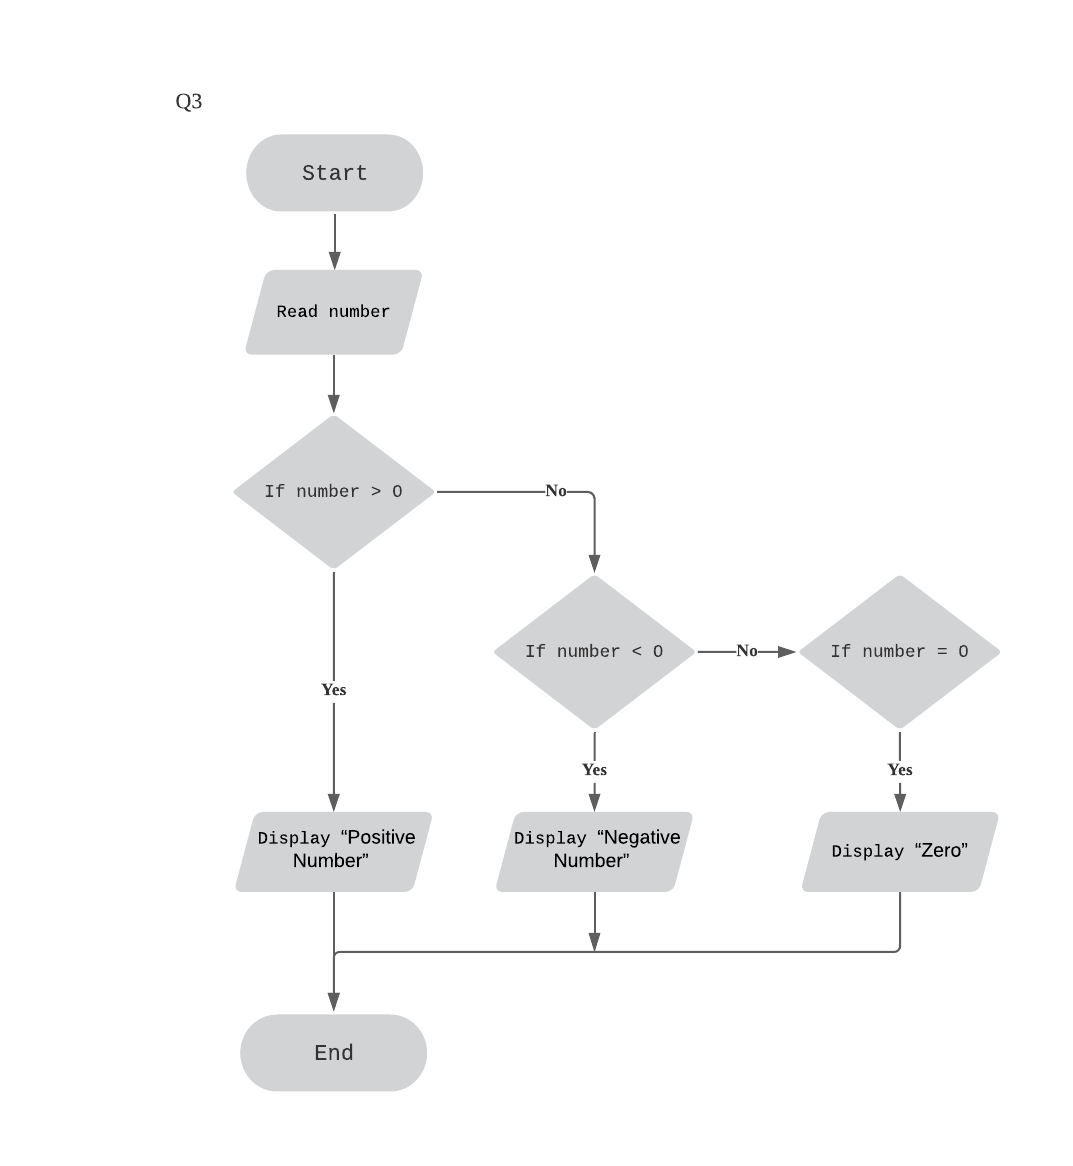 Q3
Start
Read number
If number > 0
No
If number < 0
No
If number = 0
Yes
Yes
Yes
Display “Positive
Number”
Display “Negative
Number”
Display “Zero”
End